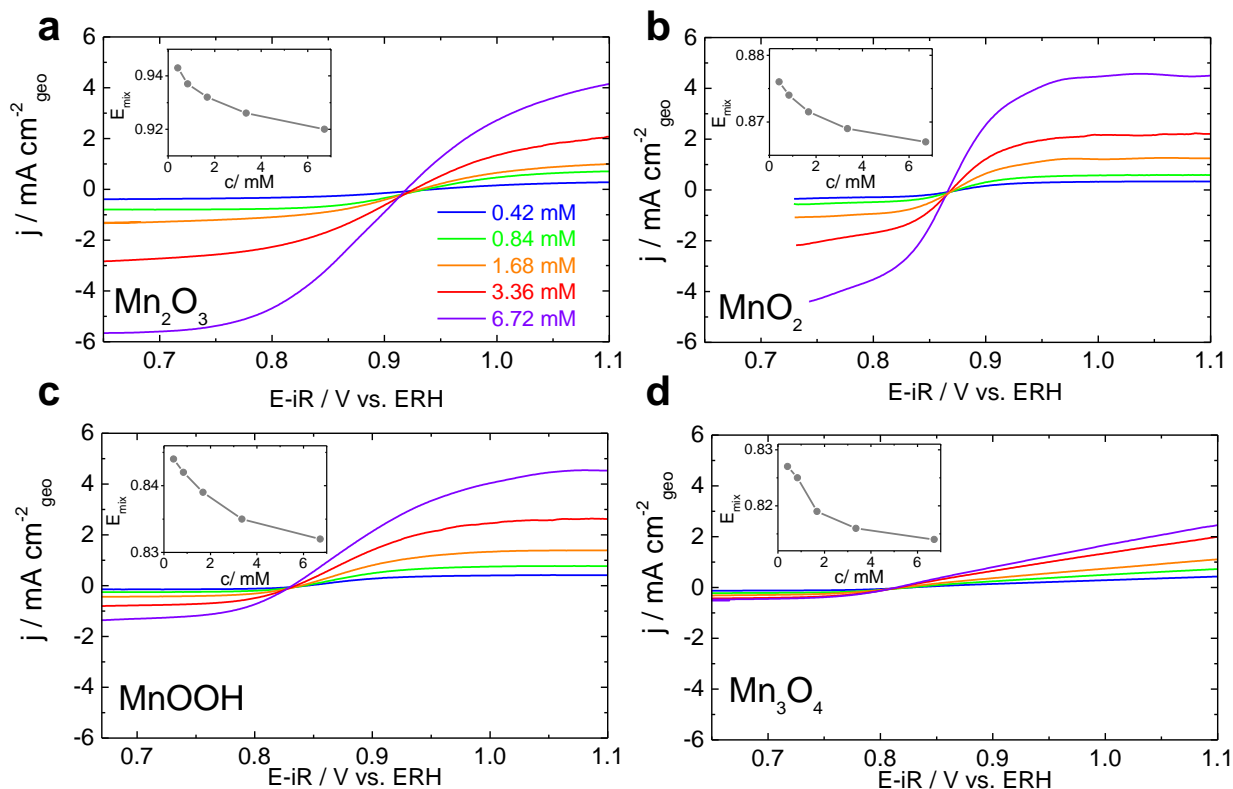 a
6
4
2
0
-2
-4
-6
j / mA cm⁻²geo
0.94
0.92
E_mix
0 2 4 6
c/ mM
0.42 mM
0.84 mM
1.68 mM
3.36 mM
6.72 mM
Mn₂O₃
0.7 0.8 0.9 1.0 1.1
E-iR / V vs. ERH
b
6
4
2
0
-2
-4
-6
j / mA cm⁻²geo
0.88
0.87
E_mix
0 2 4 6
c/ mM
MnO₂
0.7 0.8 0.9 1.0 1.1
E-iR / V vs. ERH
c
6
4
2
0
-2
-4
-6
j / mA cm⁻²geo
0.84
0.83
E_mix
0 2 4 6
c/ mM
MnOOH
0.7 0.8 0.9 1.0 1.1
E-iR / V vs. ERH
d
6
4
2
0
-2
-4
-6
j / mA cm⁻²geo
0.83
0.82
E_mix
0 2 4 6
c/ mM
Mn₃O₄
0.7 0.8 0.9 1.0 1.1
E-iR / V vs. ERH